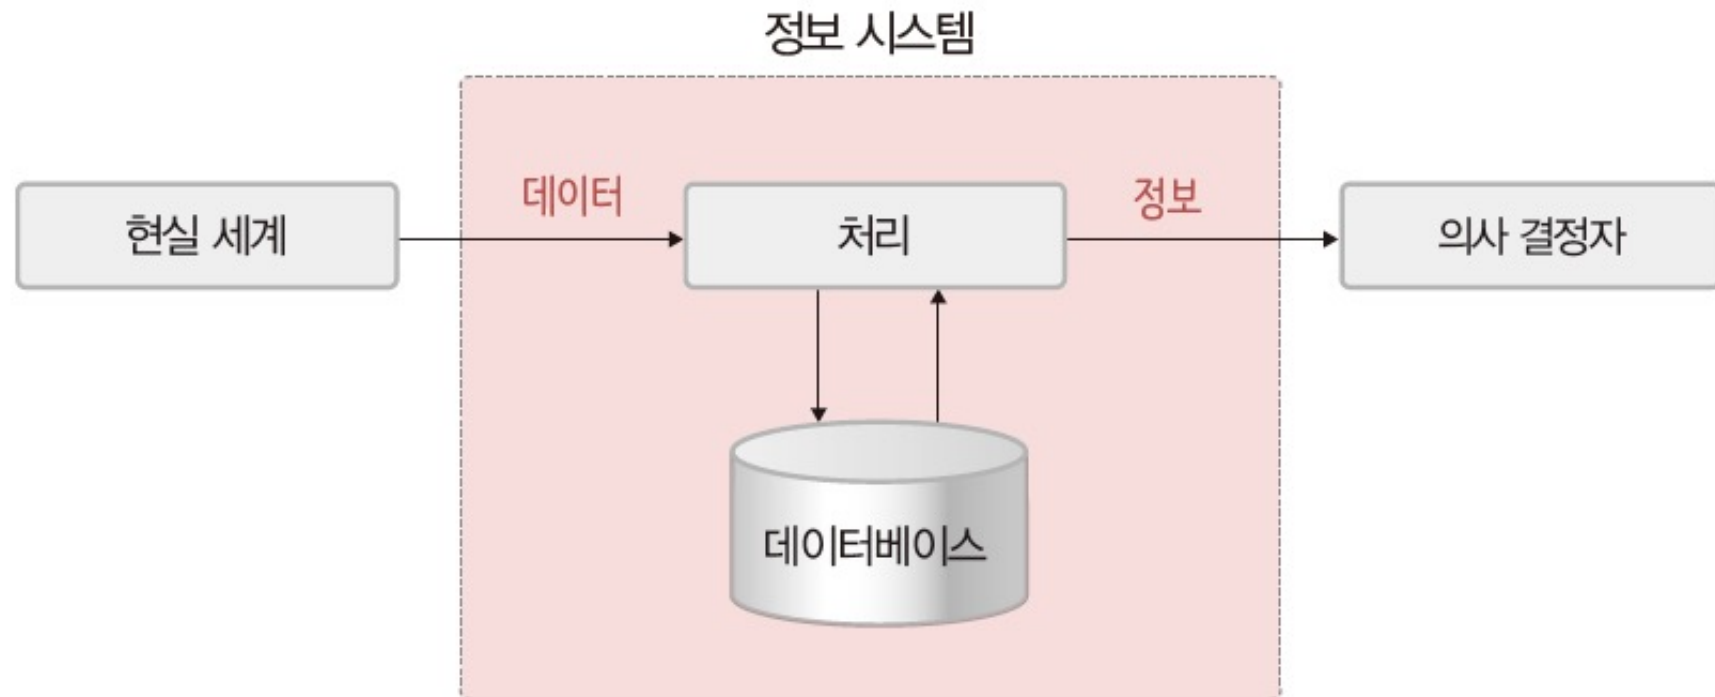 정보 시스템
데이터
정보
현실 세계
처리
의사 결정자
데이터베이스